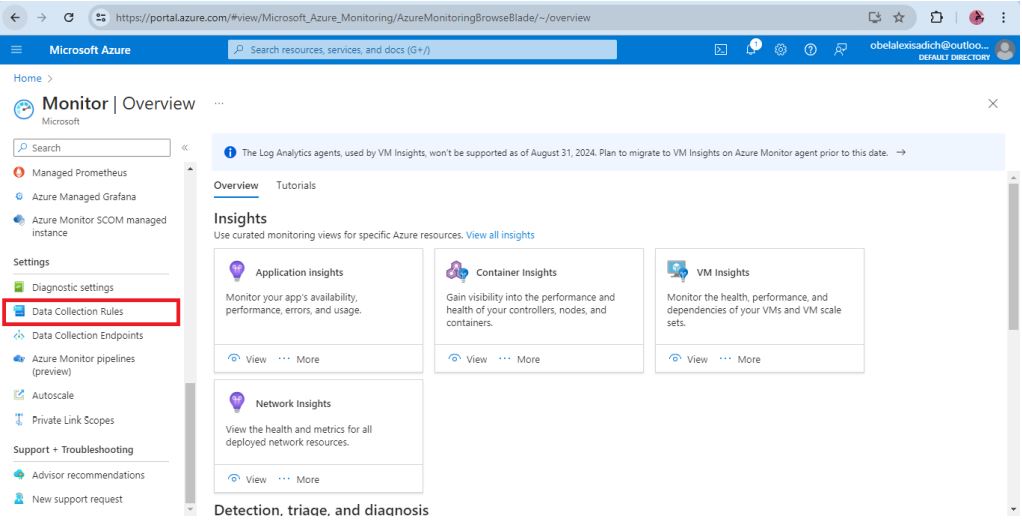 https://portal.azure.com/#view/Microsoft_Azure_Monitoring/AzureMonitoringBrowseBlade/~/overview
Microsoft Azure
Search resources, services, and docs (G+/)
1
obelalexisadich@outloo...
DEFAULT DIRECTORY
Home >
Monitor | Overview ...
Microsoft
Search
«
Managed Prometheus
Azure Managed Grafana
Azure Monitor SCOM managed
instance
Settings
Diagnostic settings
Data Collection Rules
Data Collection Endpoints
Azure Monitor pipelines
(preview)
Autoscale
Private Link Scopes
Support + Troubleshooting
Advisor recommendations
New support request
The Log Analytics agents, used by VM Insights, won't be supported as of August 31, 2024. Plan to migrate to VM Insights on Azure Monitor agent prior to this date. →
Overview Tutorials
Insights
Use curated monitoring views for specific Azure resources. View all insights
Application insights
Monitor your app's availability,
performance, errors, and usage.
View ... More
Container Insights
Gain visibility into the performance and
health of your controllers, nodes, and
containers.
View ... More
VM Insights
Monitor the health, performance, and
dependencies of your VMs and VM scale
sets.
View ... More
Network Insights
View the health and metrics for all
deployed network resources.
View ... More
Detection, triage, and diagnosis